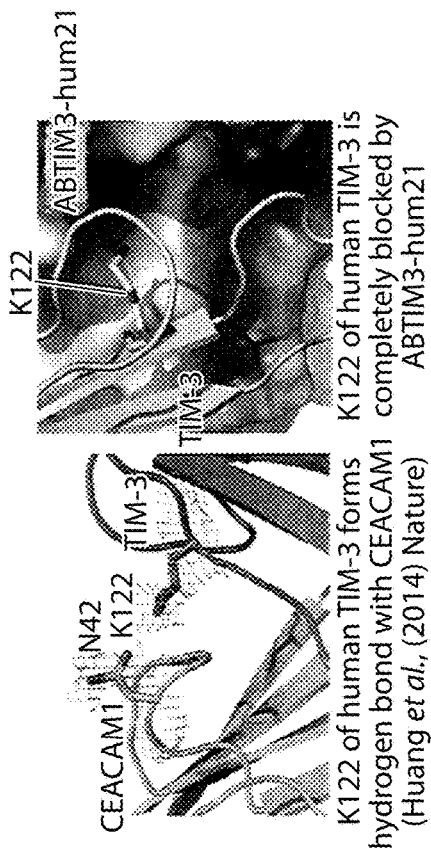 CEACAM1
N42
K122
TIM-3
K122 of human TIM-3 forms
hydrogen bond with CEACAM1
(Huang et al., (2014) Nature)
K122
ABTIM3-hum21
TIM-3
K122 of human TIM-3 is
completely blocked by
ABTIM3-hum21